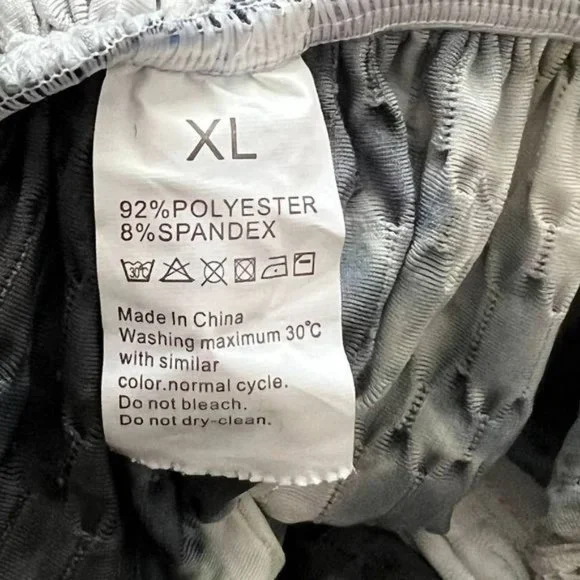 XL
92%POLYESTER
8%SPANDEX
30°C
Made In China
Washing maximum 30°C
with similar
color.normal cycle.
Do not bleach.
Do not dry-clean.